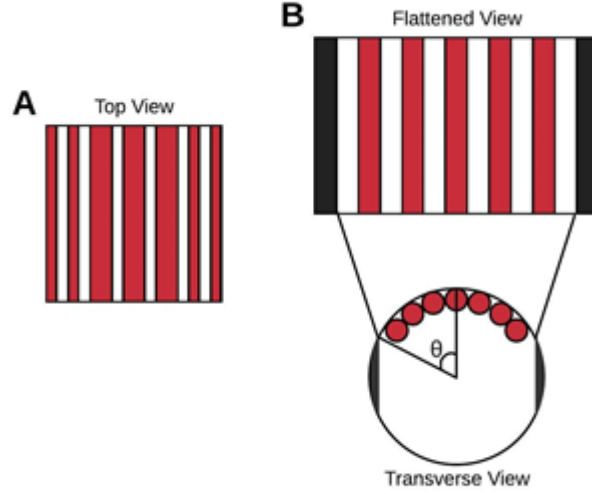 A
Top View
B
Flattened View
θ
Transverse View